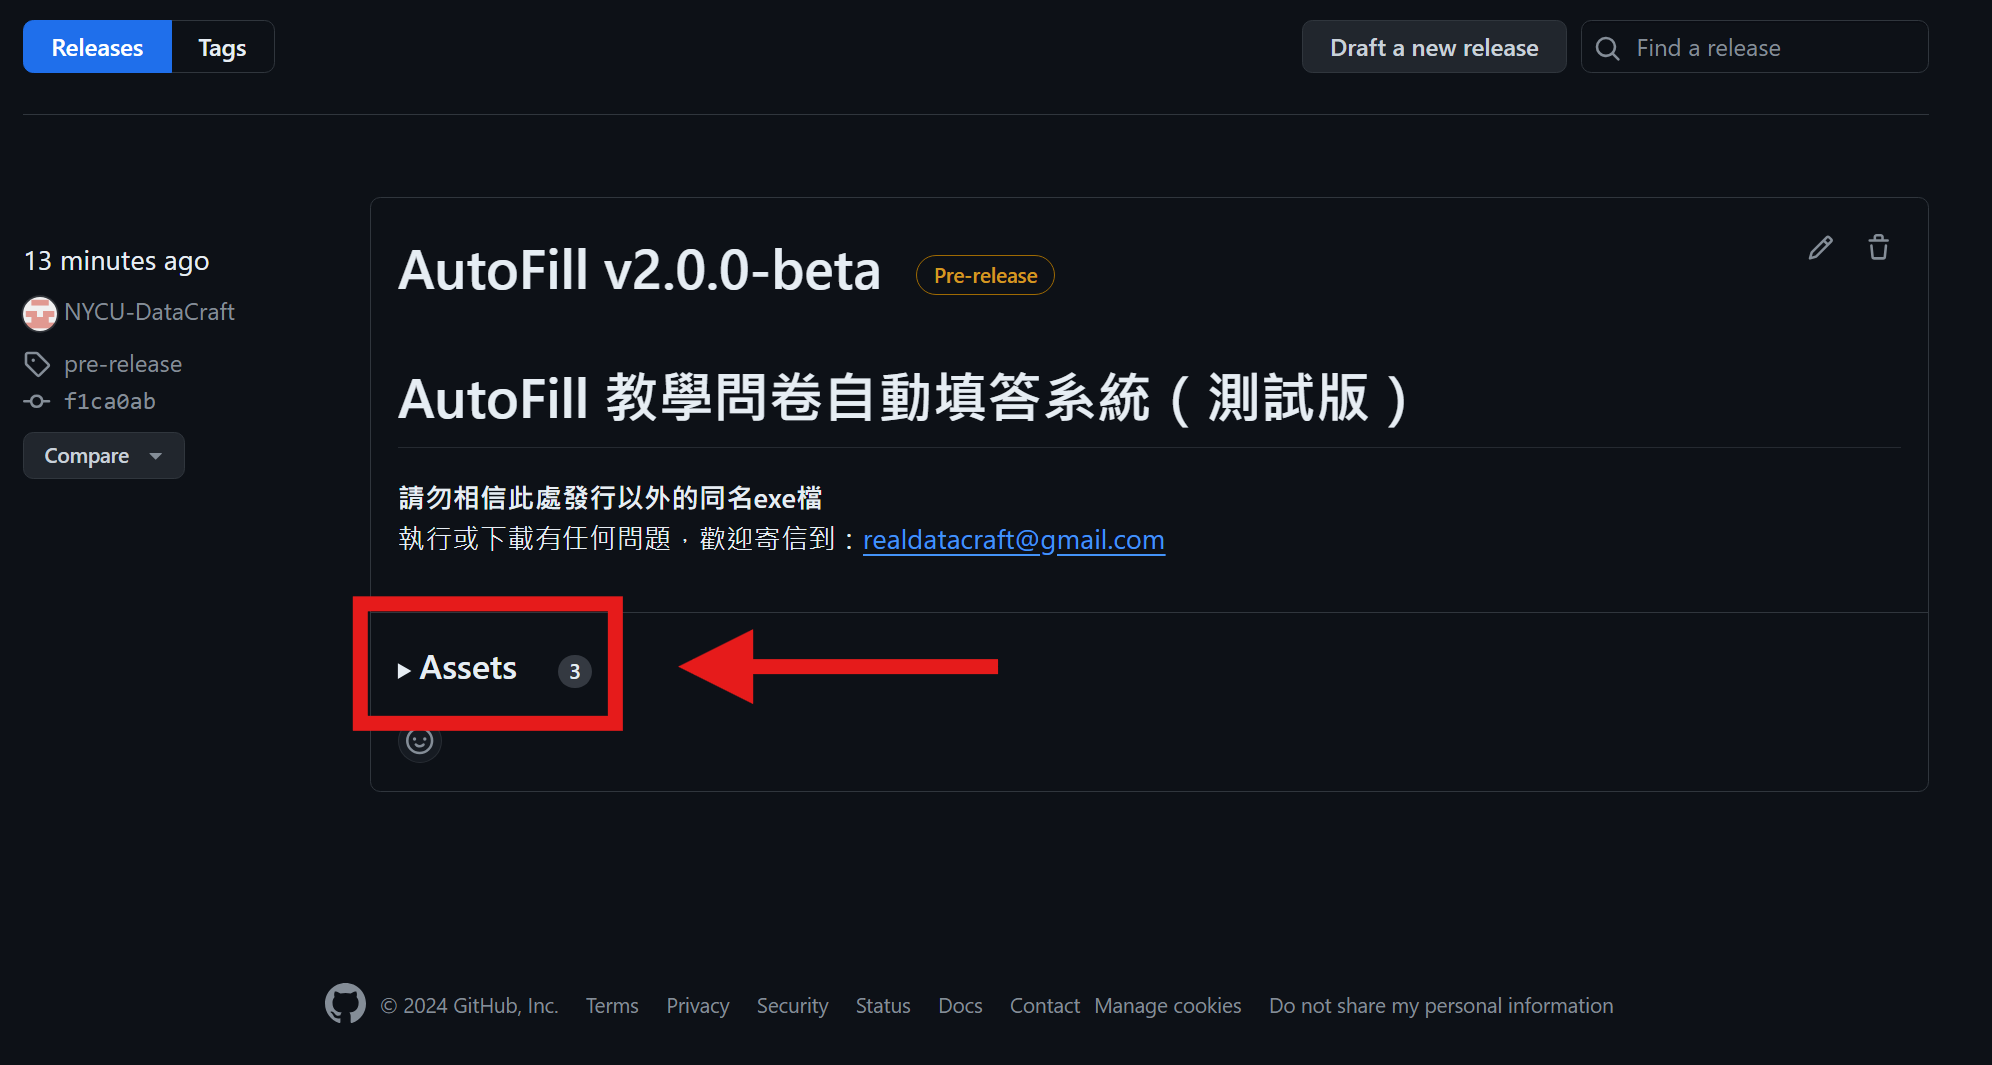 Releases Tags Draft a new release Find a release
13 minutes ago
NYCU-DataCraft
pre-release
f1ca0ab
Compare
AutoFill v2.0.0-beta Pre-release
AutoFill 教學問卷自動填答系統（測試版）
請勿相信此處發行以外的同名exe檔
執行或下載有任何問題，歡迎寄信到：realdatacraft@gmail.com
Assets 3
© 2024 GitHub, Inc. Terms Privacy Security Status Docs Contact Manage cookies Do not share my personal information